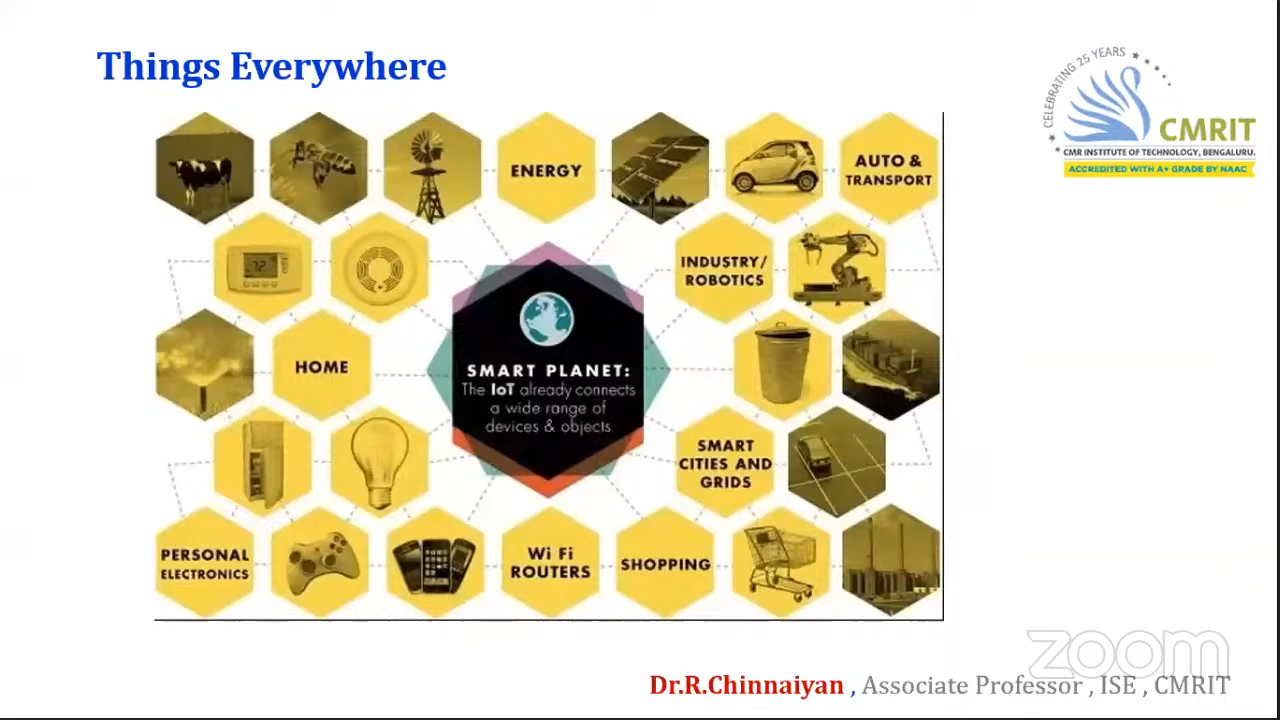 Things Everywhere
CELEBRATING 25 YEARS
CMRIT
CMR INSTITUTE OF TECHNOLOGY, BENGALURU.
ACCREDITED WITH A+ GRADE BY NAAC
ENERGY
AUTO &
TRANSPORT
INDUSTRY/
ROBOTICS
72
HOME
SMART PLANET:
The IoT already connects
a wide range of
devices & objects
SMART
CITIES AND
GRIDS
PERSONAL
ELECTRONICS
Wi Fi
ROUTERS
SHOPPING
zoom
Dr.R.Chinnaiyan , Associate Professor , ISE , CMRIT